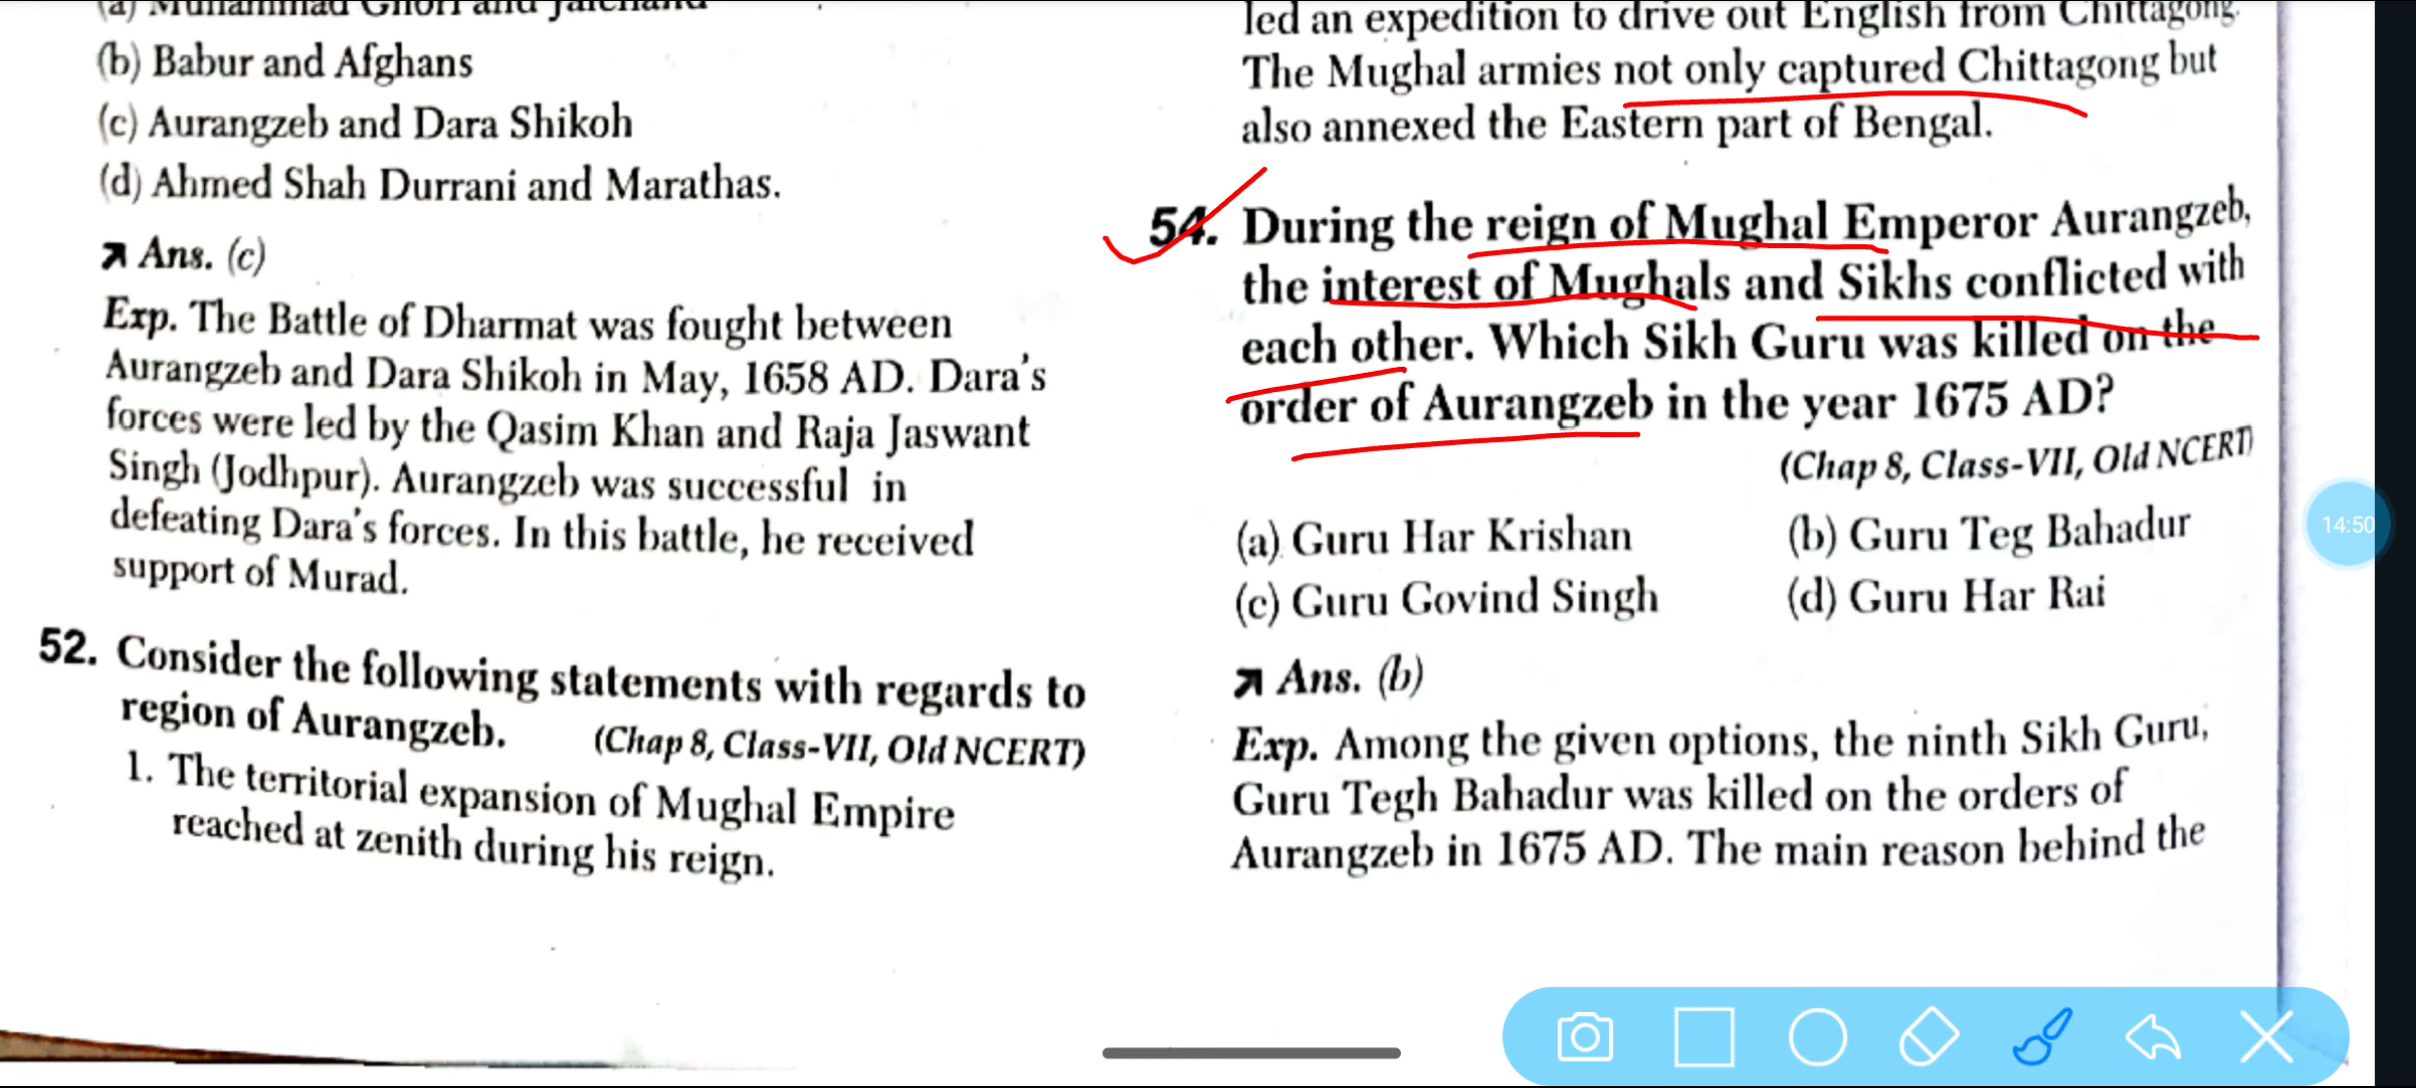 (a) Muhammad Ghori and Jaichand
(b) Babur and Afghans
(c) Aurangzeb and Dara Shikoh
(d) Ahmed Shah Durrani and Marathas.
Ans. (c)
Exp. The Battle of Dharmat was fought between
Aurangzeb and Dara Shikoh in May, 1658 AD. Dara's
forces were led by the Qasim Khan and Raja Jaswant
Singh (Jodhpur). Aurangzeb was successful in
defeating Dara's forces. In this battle, he received
support of Murad.
52. Consider the following statements with regards to
region of Aurangzeb. (Chap 8, Class-VII, Old NCERT)
1. The territorial expansion of Mughal Empire
reached at zenith during his reign.
led an expedition to drive out English from Chittagong.
The Mughal armies not only captured Chittagong but
also annexed the Eastern part of Bengal.
54. During the reign of Mughal Emperor Aurangzeb,
the interest of Mughals and Sikhs conflicted with
each other. Which Sikh Guru was killed on the
order of Aurangzeb in the year 1675 AD?
(Chap 8, Class-VII, Old NCERT)
(a) Guru Har Krishan (b) Guru Teg Bahadur
(c) Guru Govind Singh (d) Guru Har Rai
Ans. (b)
Exp. Among the given options, the ninth Sikh Guru,
Guru Tegh Bahadur was killed on the orders of
Aurangzeb in 1675 AD. The main reason behind the
14:50